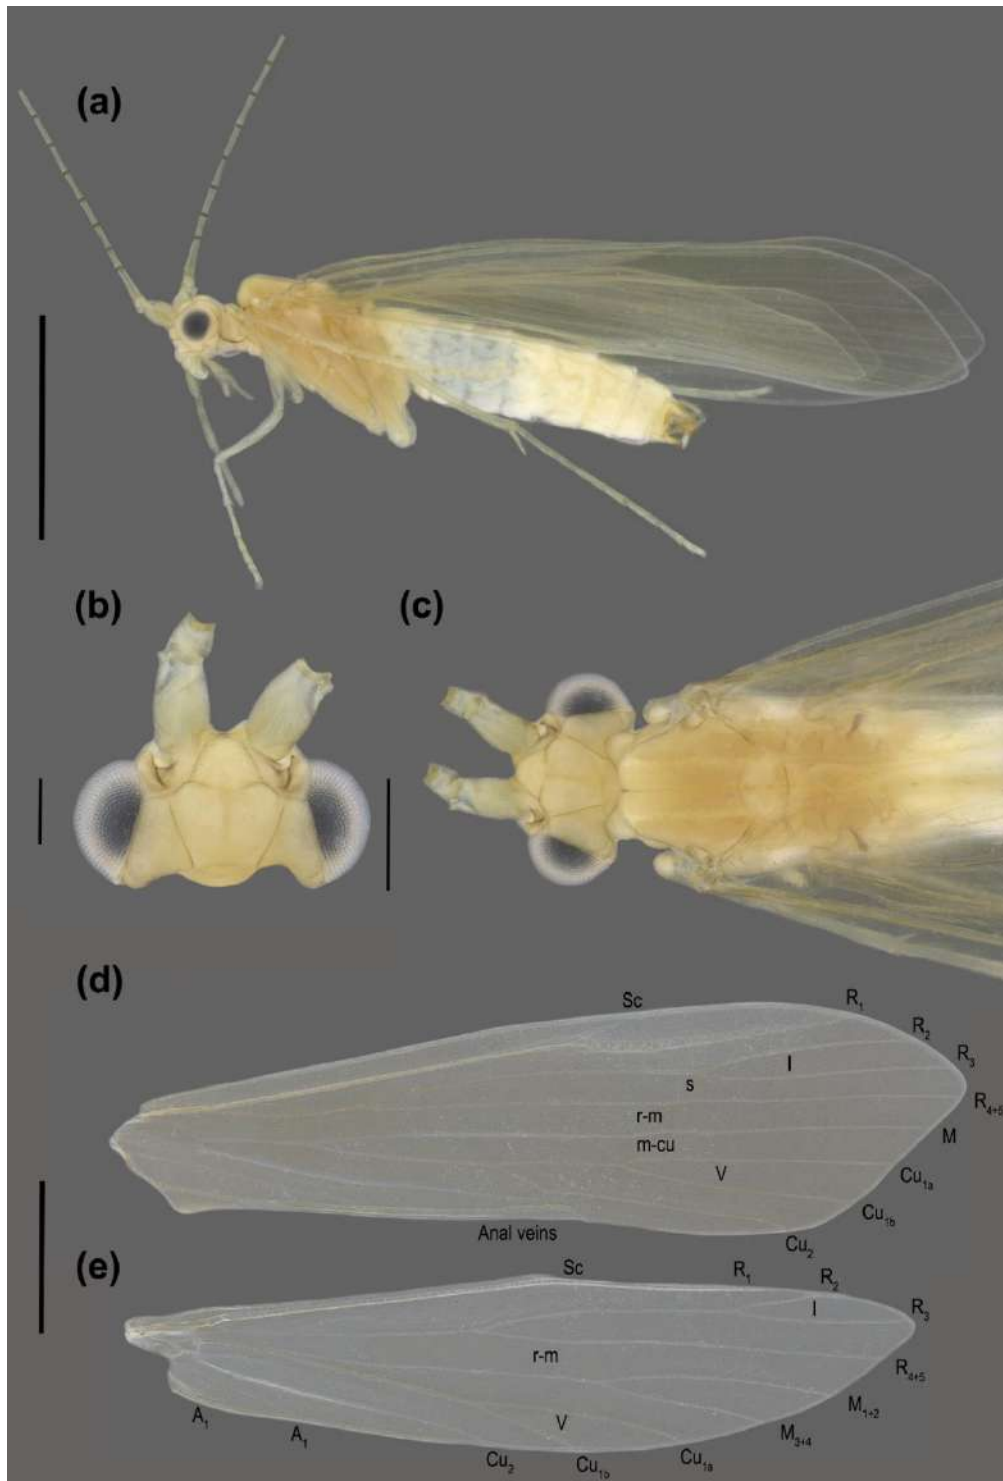 (a)
(b)
(c)
(d)
Sc
R1
R2
R3
I
s
R4+5
r-m
M
m-cu
Cu1a
V
Cu1b
Anal veins
Cu2
(e)
Sc
R1
R2
I
R3
r-m
R4+5
M1+2
A1
A1
V
M3+4
Cu2
Cu1b
Cu1a